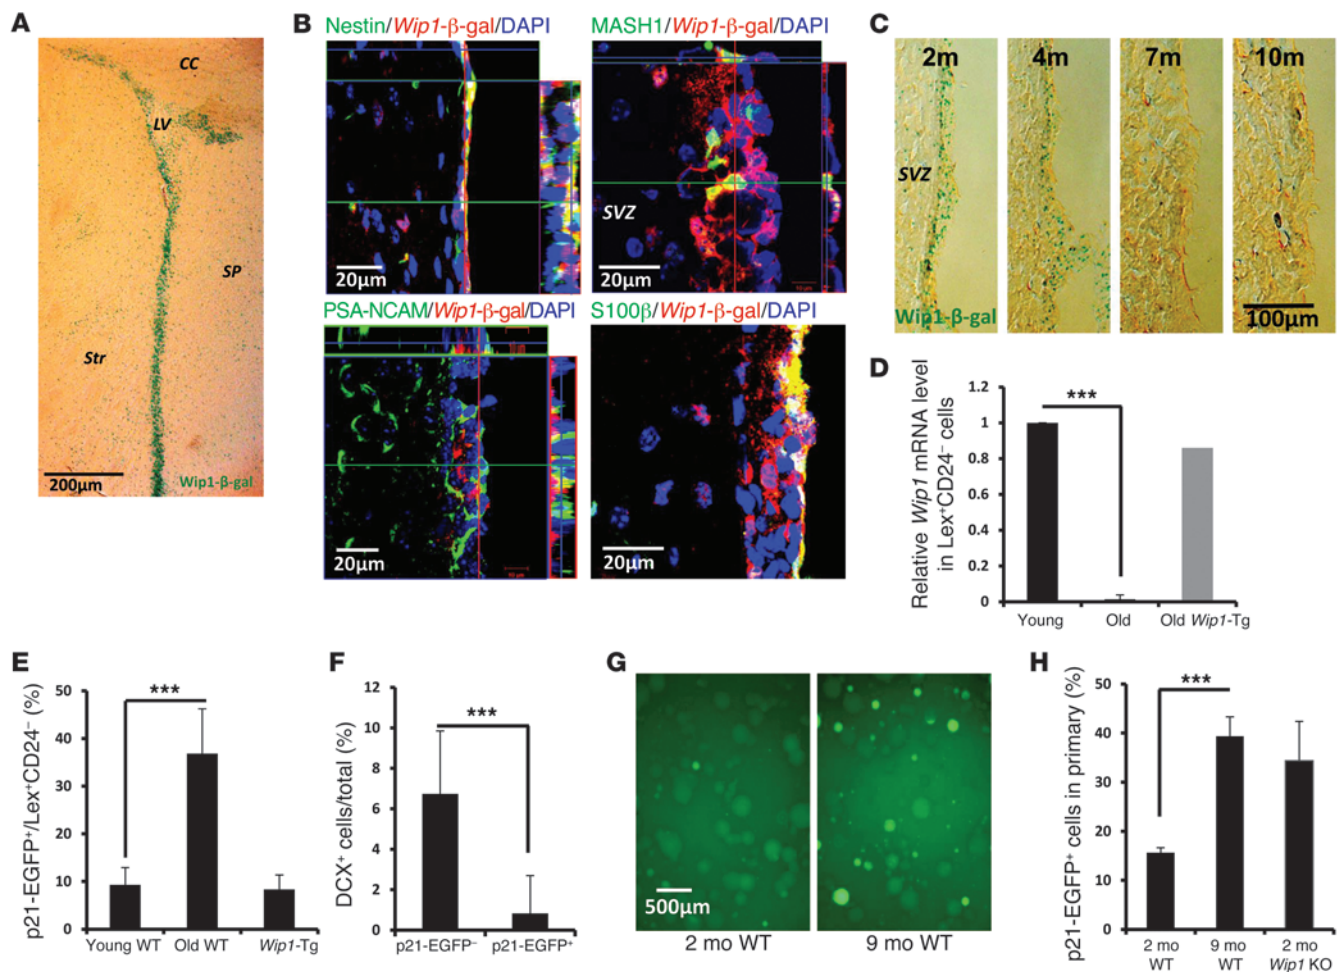 A
CC
LV
SP
Str
200μm
Wip1-β-gal
B
Nestin/Wip1-β-gal/DAPI
20μm
MASH1/Wip1-β-gal/DAPI
SVZ
20μm
PSA-NCAM/Wip1-β-gal/DAPI
20μm
S100β/Wip1-β-gal/DAPI
20μm
C
2m
4m
7m
10m
SVZ
Wip1-β-gal
100μm
D
Relative Wip1 mRNA level
in Lex⁺CD24⁻ cells
1.2
1
0.8
0.6
0.4
0.2
0
***
Young
Old
Old Wip1-Tg
E
p21-EGFP⁺/Lex⁺CD24⁻ (%)
50
40
30
20
10
0
***
Young WT
Old WT
Wip1-Tg
F
DCX⁺ cells/total (%)
12
10
8
6
4
2
0
***
p21-EGFP⁻
p21-EGFP⁺
G
500μm
2 mo WT
9 mo WT
H
p21-EGFP⁺ cells in primary (%)
50
40
30
20
10
0
***
2 mo
WT
9 mo
WT
2 mo
Wip1 KO